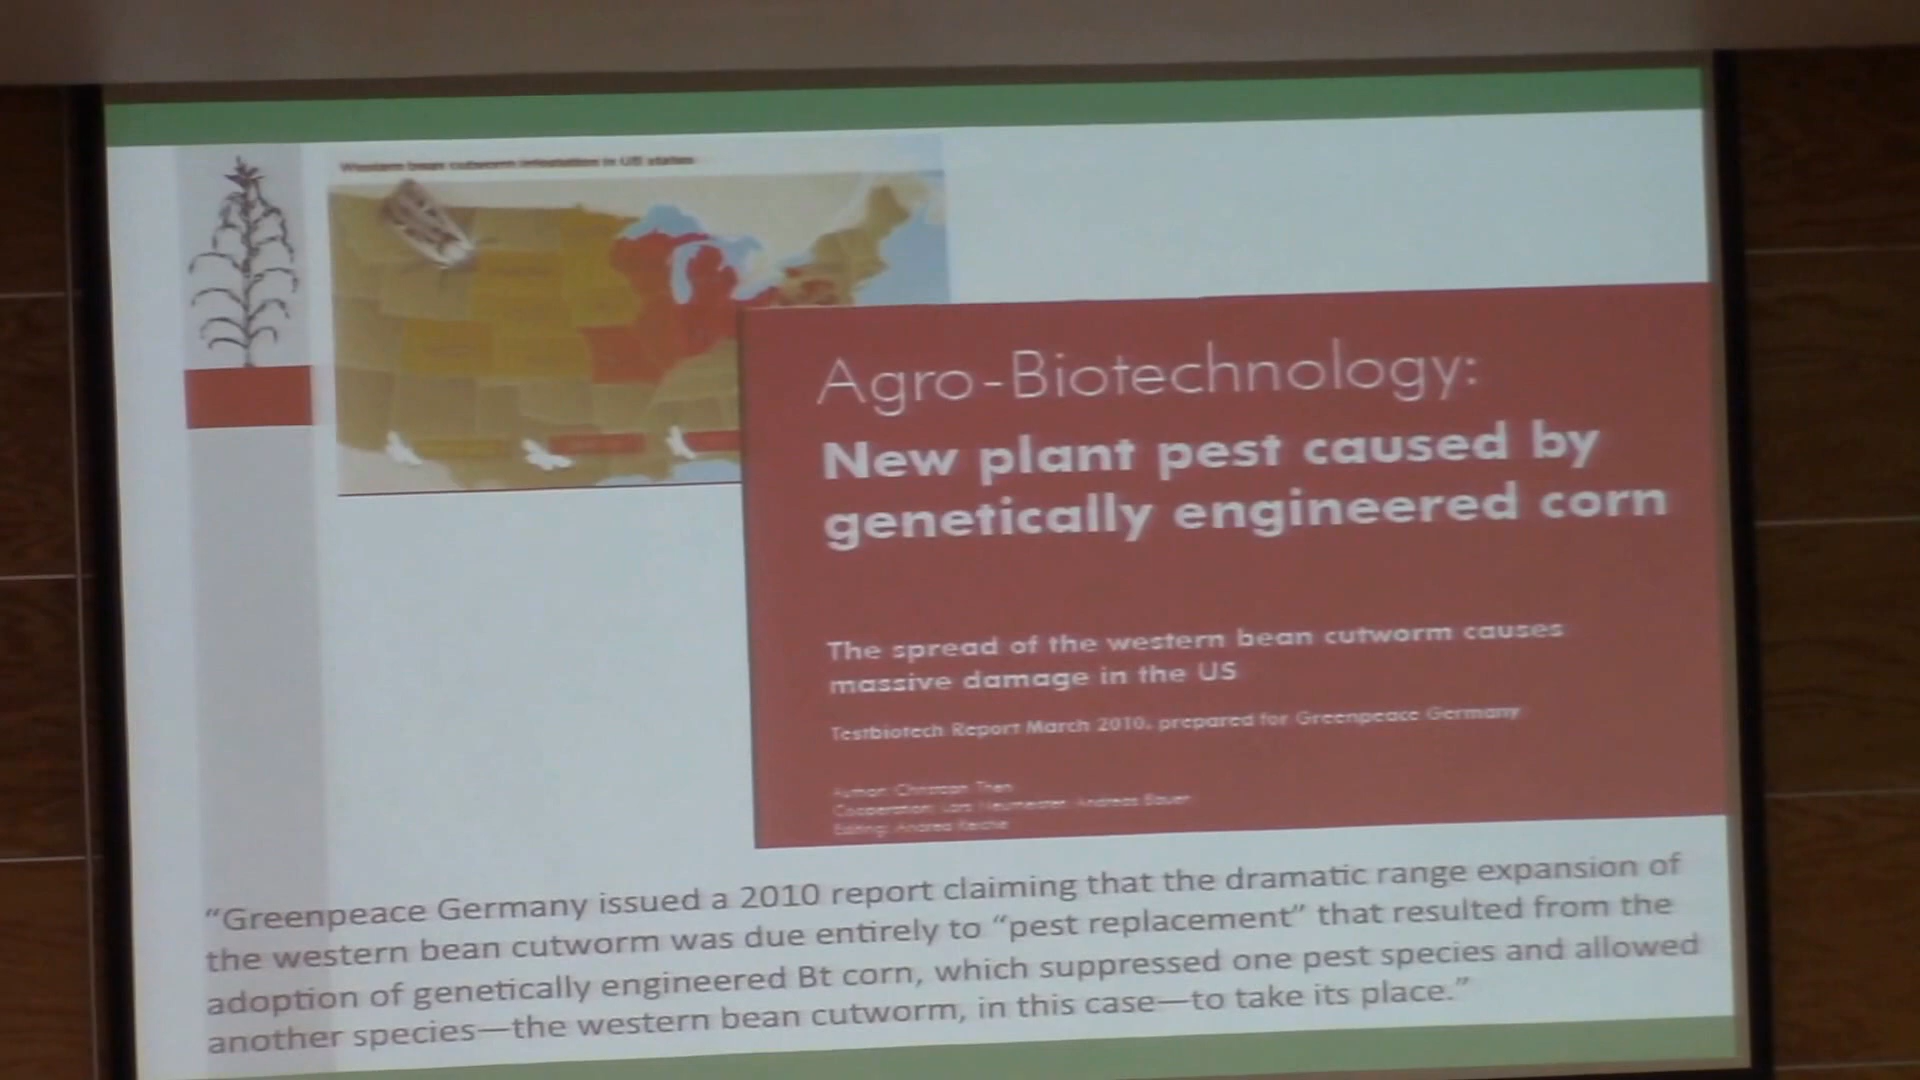 Western bean cutworm infestation in US states
Agro-Biotechnology:
New plant pest caused by
genetically engineered corn
The spread of the western bean cutworm causes
massive damage in the US
Testbiotech Report March 2010, prepared for Greenpeace Germany
Author: Christoph Then
Cooperation: Andreas Bauer
Editing: Andrea Reiche
“Greenpeace Germany issued a 2010 report claiming that the dramatic range expansion of
the western bean cutworm was due entirely to “pest replacement” that resulted from the
adoption of genetically engineered Bt corn, which suppressed one pest species and allowed
another species—the western bean cutworm, in this case—to take its place.”